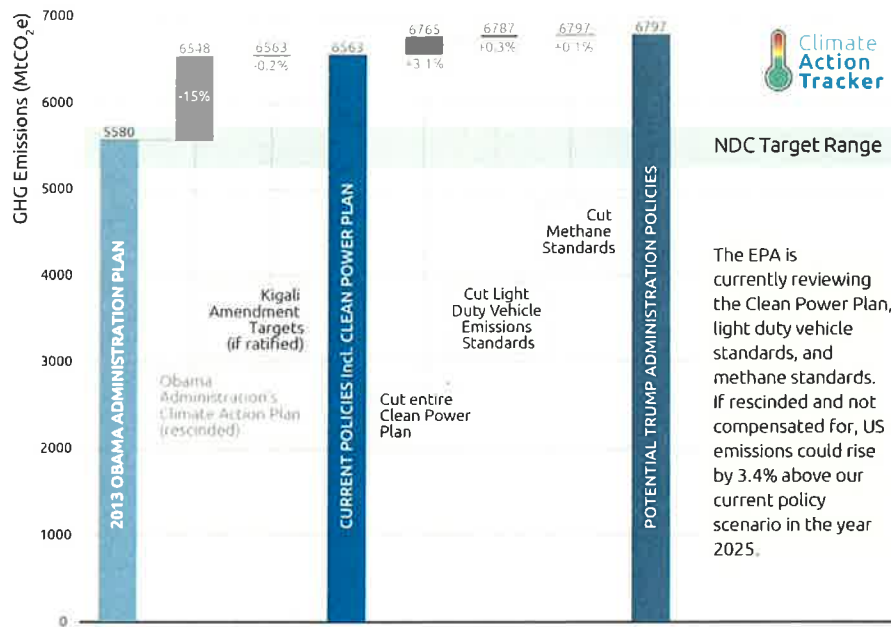 GHG Emissions (MtCO₂e)
7000
6000
5000
4000
3000
2000
1000
0
5580
2013 OBAMA ADMINISTRATION PLAN
6548
-15%
Obama
Administration's
Climate Action Plan
(rescinded)
6563
-0.2%
Kigali
Amendment
Targets
(if ratified)
6563
CURRENT POLICIES incl. CLEAN POWER PLAN
6765
+3.1%
Cut entire
Clean Power
Plan
6787
+0.3%
Cut Light
Duty Vehicle
Emissions
Standards
6797
+0.1%
Cut
Methane
Standards
6797
POTENTIAL TRUMP ADMINISTRATION POLICIES
Climate
Action
Tracker
NDC Target Range
The EPA is
currently reviewing
the Clean Power Plan,
light duty vehicle
standards, and
methane standards.
If rescinded and not
compensated for, US
emissions could rise
by 3.4% above our
current policy
scenario in the year
2025.